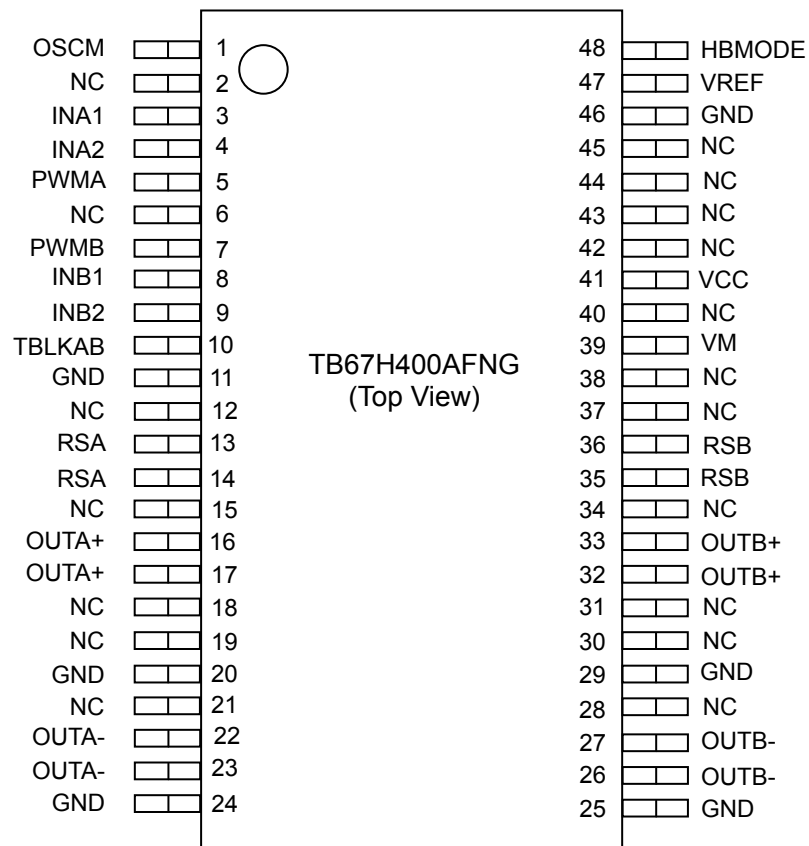 OSCM 1 48 HBMODE
NC 2 47 VREF
INA1 3 46 GND
INA2 4 45 NC
PWMA 5 44 NC
NC 6 43 NC
PWMB 7 42 NC
INB1 8 41 VCC
INB2 9 40 NC
TBLKAB 10 39 VM
GND 11 38 NC
NC 12 37 NC
RSA 13 36 RSB
RSA 14 35 RSB
NC 15 34 NC
OUTA+ 16 33 OUTB+
OUTA+ 17 32 OUTB+
NC 18 31 NC
NC 19 30 NC
GND 20 29 GND
NC 21 28 NC
OUTA- 22 27 OUTB-
OUTA- 23 26 OUTB-
GND 24 25 GND
TB67H400AFNG
(Top View)